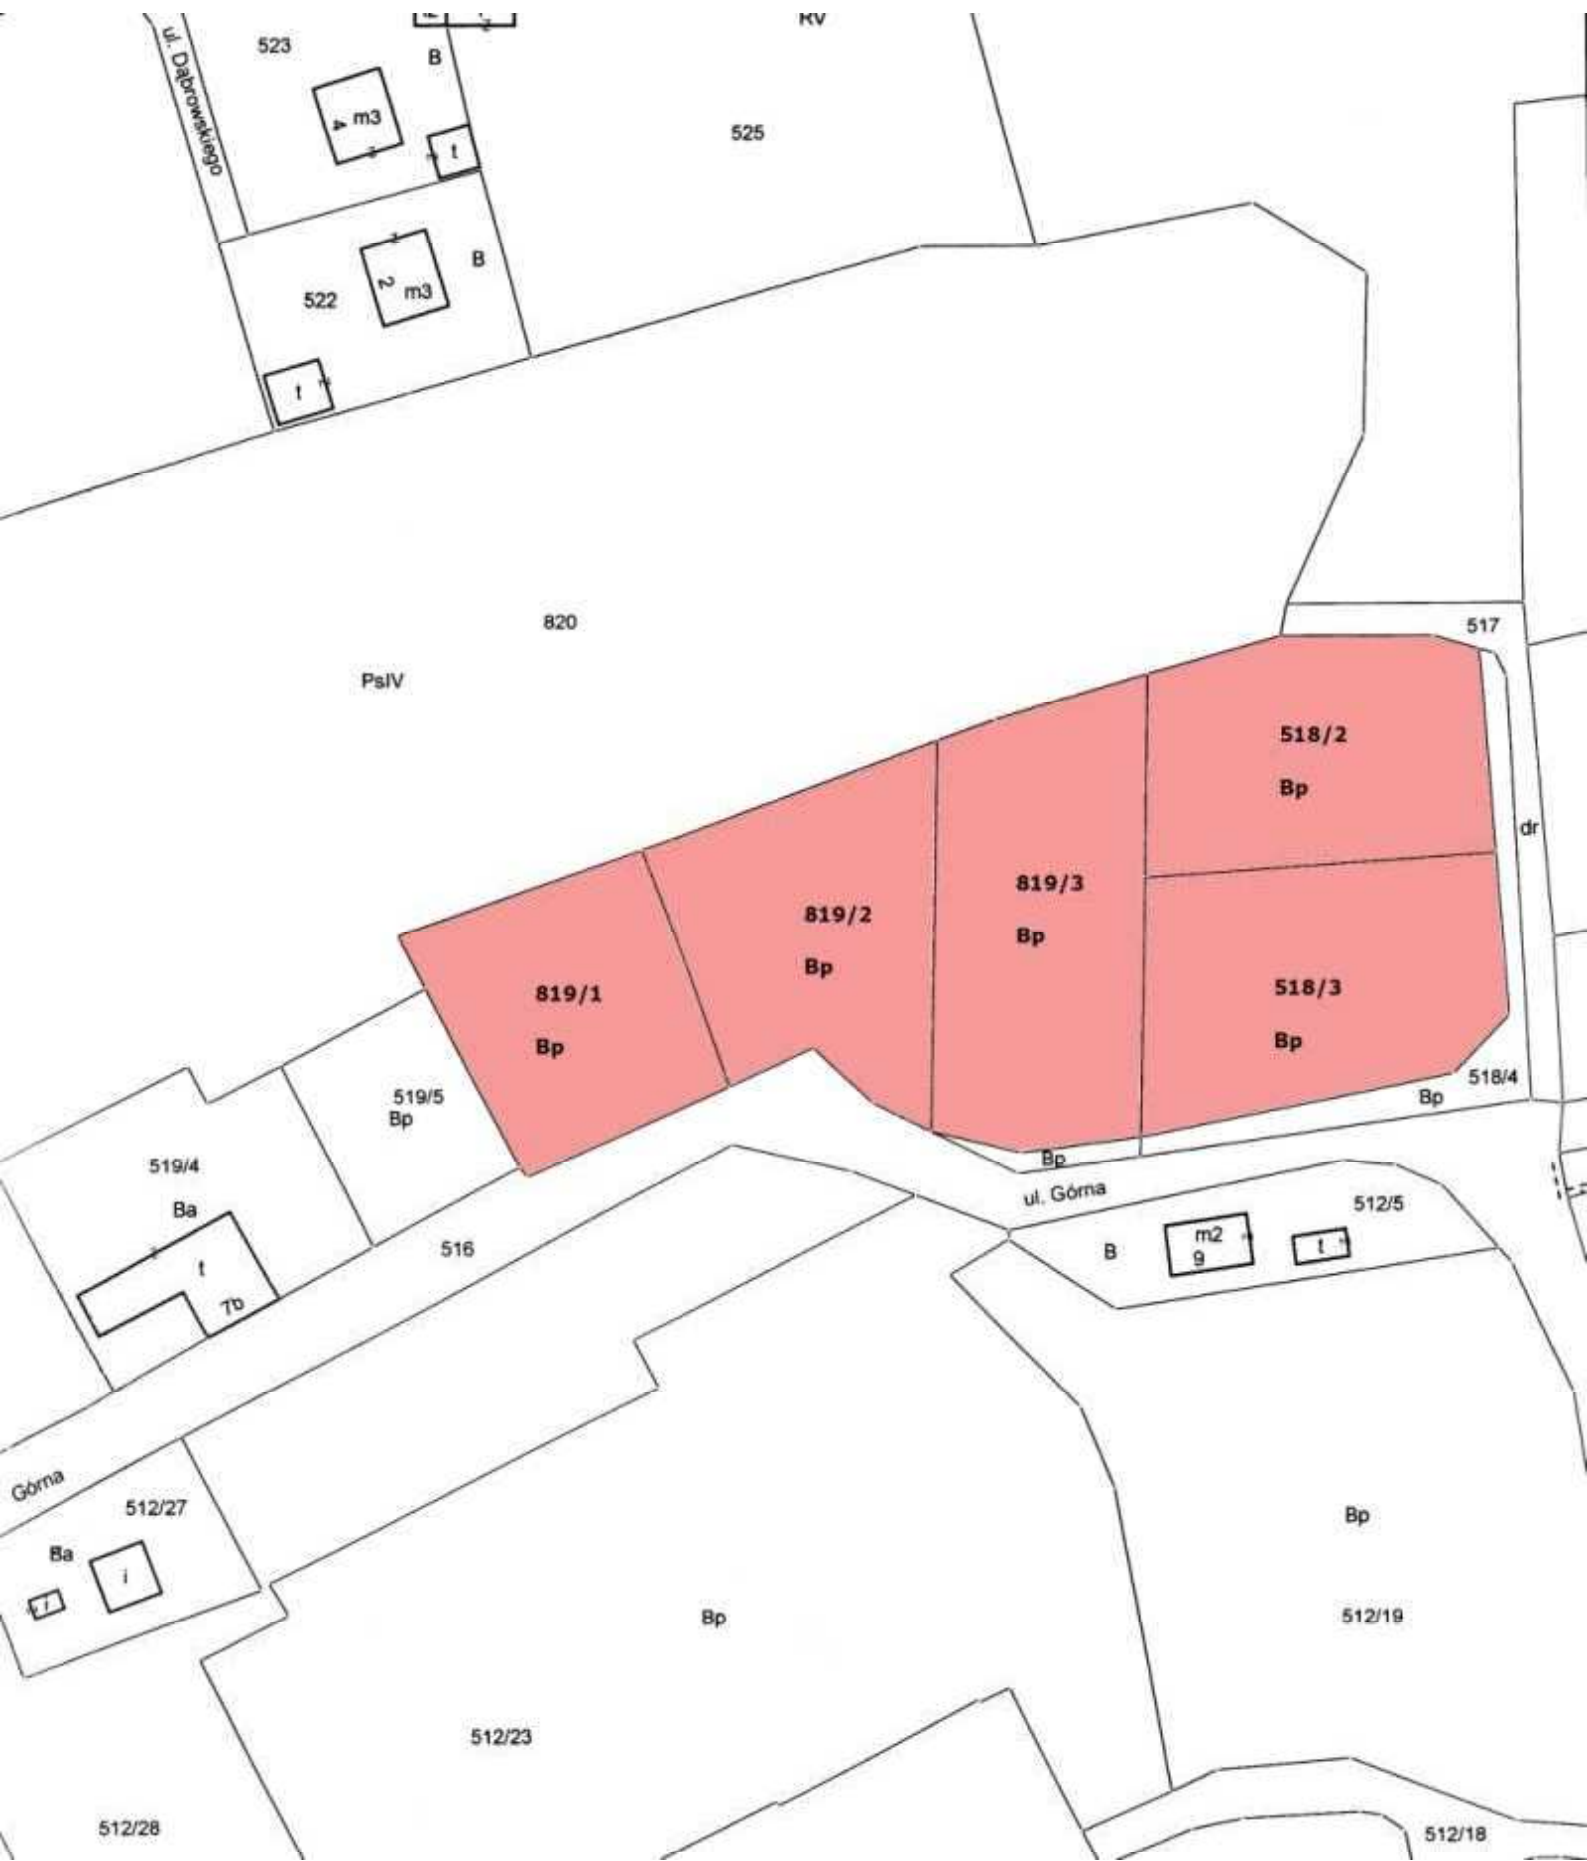 RV
523
B
ul. Dąbrowskiego
m3
4
t
525
B
522
2
m3
t
820
517
PsIV
518/2
Bp
dr
819/3
819/2
Bp
Bp
518/3
819/1
Bp
Bp
518/4
519/5
Bp
Bp
Bp
519/4
ul. Górna
512/5
Ba
m2
9
t
B
516
t
7b
Górna
512/27
Bp
Ba
i
i
Bp
512/19
512/23
512/28
512/18